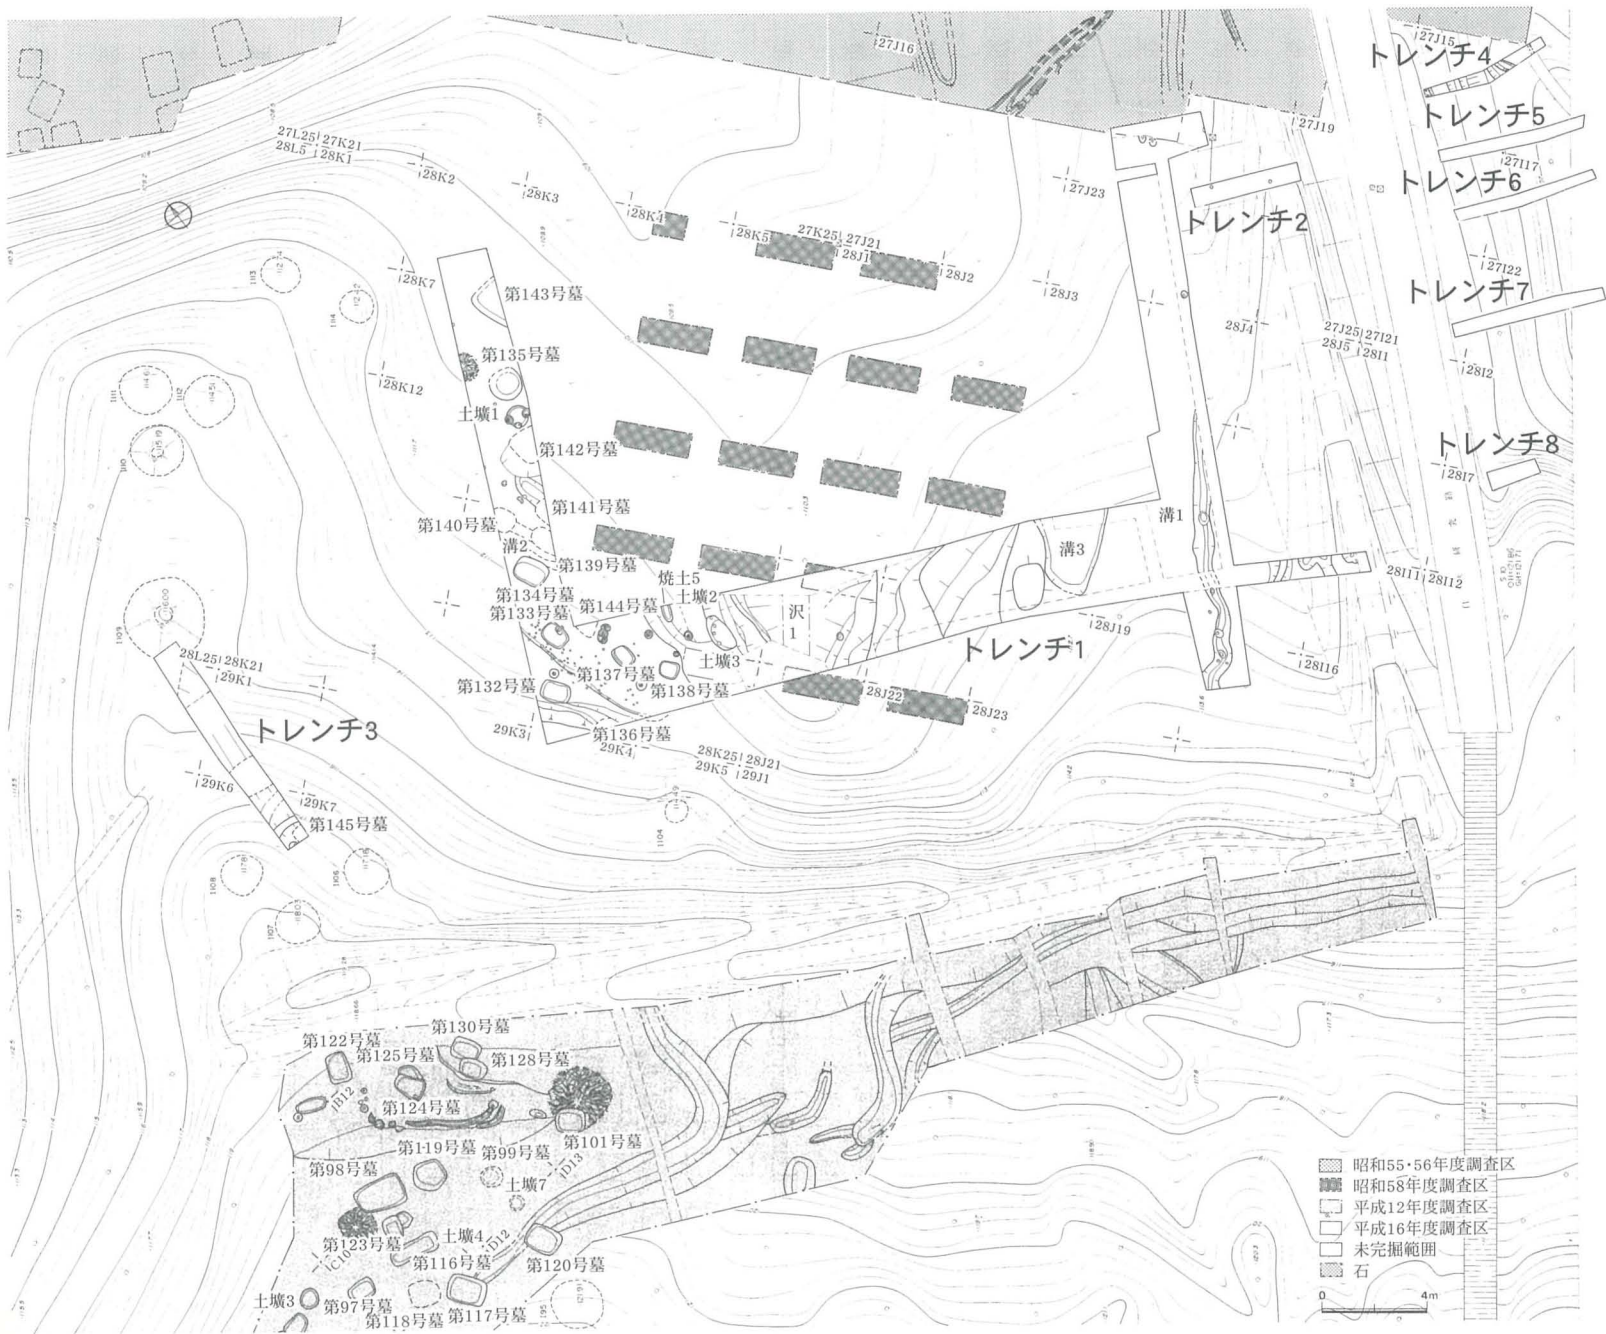 27J16
27J15
トレンチ4
トレンチ5
27J19
27I17
トレンチ6
27L25 27K21
28L5 28K1
28K2
28K3
28K4
28K5
27K25 27J21
28J1
28J2
28J3
27J23
トレンチ2
27I22
トレンチ7
28K7
第143号墓
28J4
27J25 27I21
28J5 28I1
28I2
第135号墓
28K12
土壙1
第142号墓
トレンチ8
28I7
第141号墓
第140号墓
溝2
溝1
溝3
第139号墓
第134号墓
第133号墓
第144号墓
焼土5
土壙2
沢1
28I11 28I12
28J19
トレンチ1
28I16
土壙3
第137号墓
第138号墓
第132号墓
28L25 28K21
29K1
トレンチ3
28J22
28J23
29K3
第136号墓
29K4
28K25 28J21
29K5 29J1
29K6
29K7
第145号墓
1113
1114
1111
1112
1110
1109
1104
1108
1106
1107
第130号墓
第122号墓
第125号墓
第128号墓
1B12
第124号墓
第101号墓
第119号墓
第99号墓
1D13
第98号墓
土壙7
土壙4
1D12
第123号墓
1C10
第116号墓
第120号墓
土壙3
第97号墓
第118号墓
第117号墓
昭和55・56年度調査区
昭和58年度調査区
平成12年度調査区
平成16年度調査区
未完掘範囲
石
0 4m